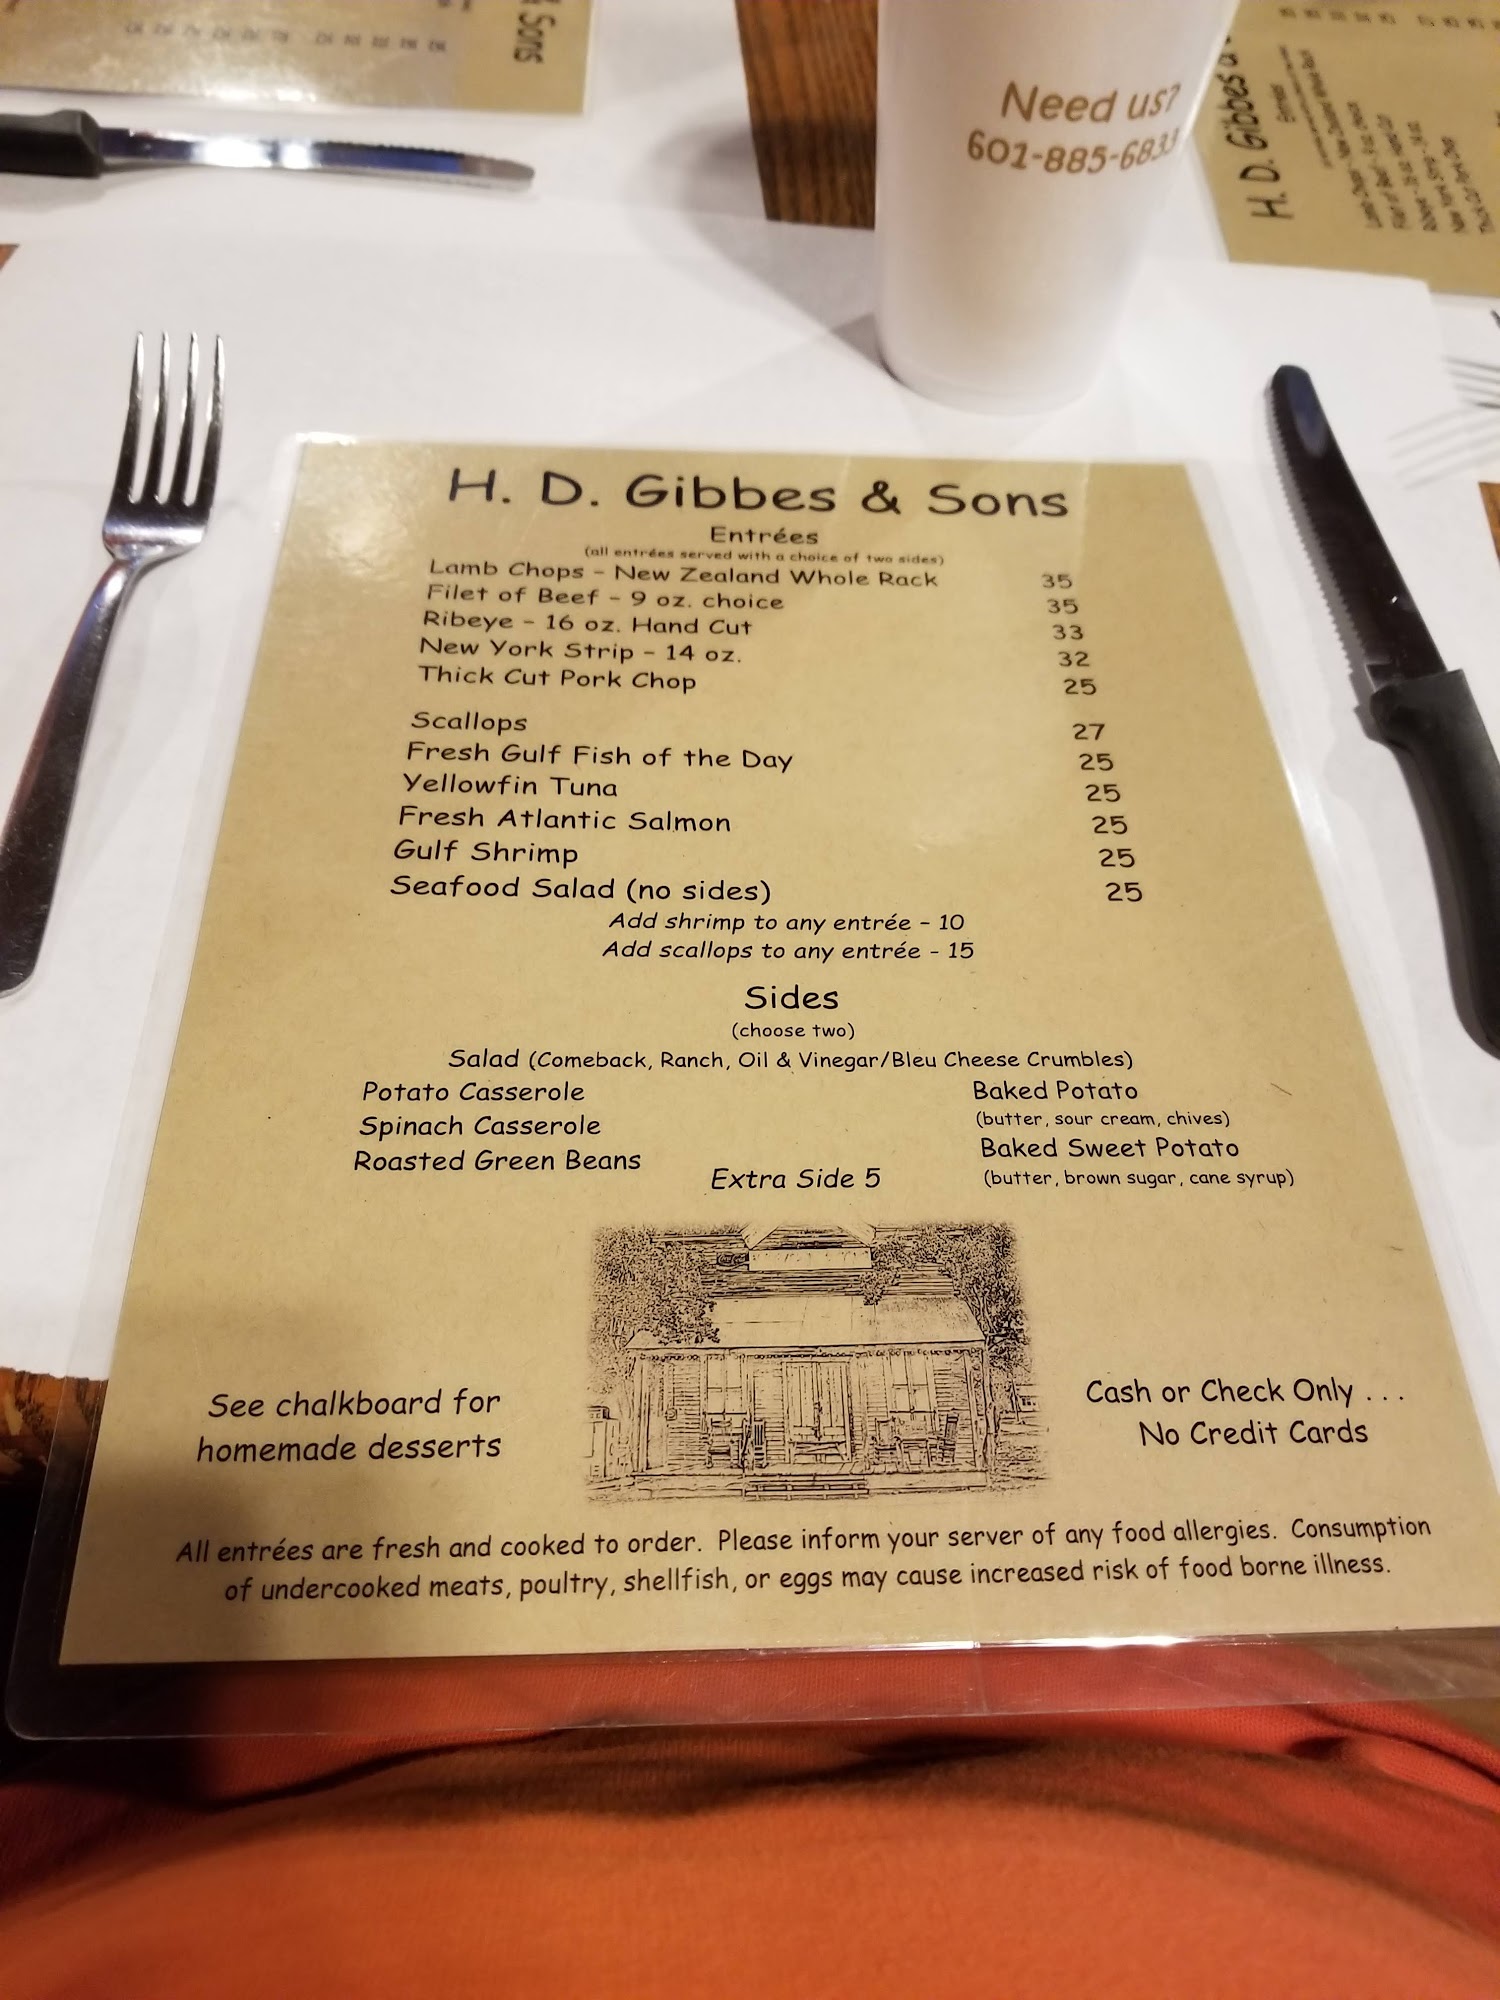 & Sons
Need us?
601-885-6833
H. D. Gibbes &
Entrées
H. D. Gibbes & Sons
Entrées
(all entrées served with a choice of two sides)
Lamb Chops – New Zealand Whole Rack 35
Filet of Beef – 9 oz. choice 35
Ribeye – 16 oz. Hand Cut 33
New York Strip – 14 oz. 32
Thick Cut Pork Chop 25
Scallops 27
Fresh Gulf Fish of the Day 25
Yellowfin Tuna 25
Fresh Atlantic Salmon 25
Gulf Shrimp 25
Seafood Salad (no sides) 25
Add shrimp to any entrée – 10
Add scallops to any entrée - 15
Sides
(choose two)
Salad (Comeback, Ranch, Oil & Vinegar/Bleu Cheese Crumbles)
Potato Casserole Baked Potato
(butter, sour cream, chives)
Spinach Casserole Baked Sweet Potato
Roasted Green Beans (butter, brown sugar, cane syrup)
Extra Side 5
See chalkboard for
homemade desserts
Cash or Check Only . . .
No Credit Cards
All entrées are fresh and cooked to order. Please inform your server of any food allergies. Consumption
of undercooked meats, poultry, shellfish, or eggs may cause increased risk of food borne illness.